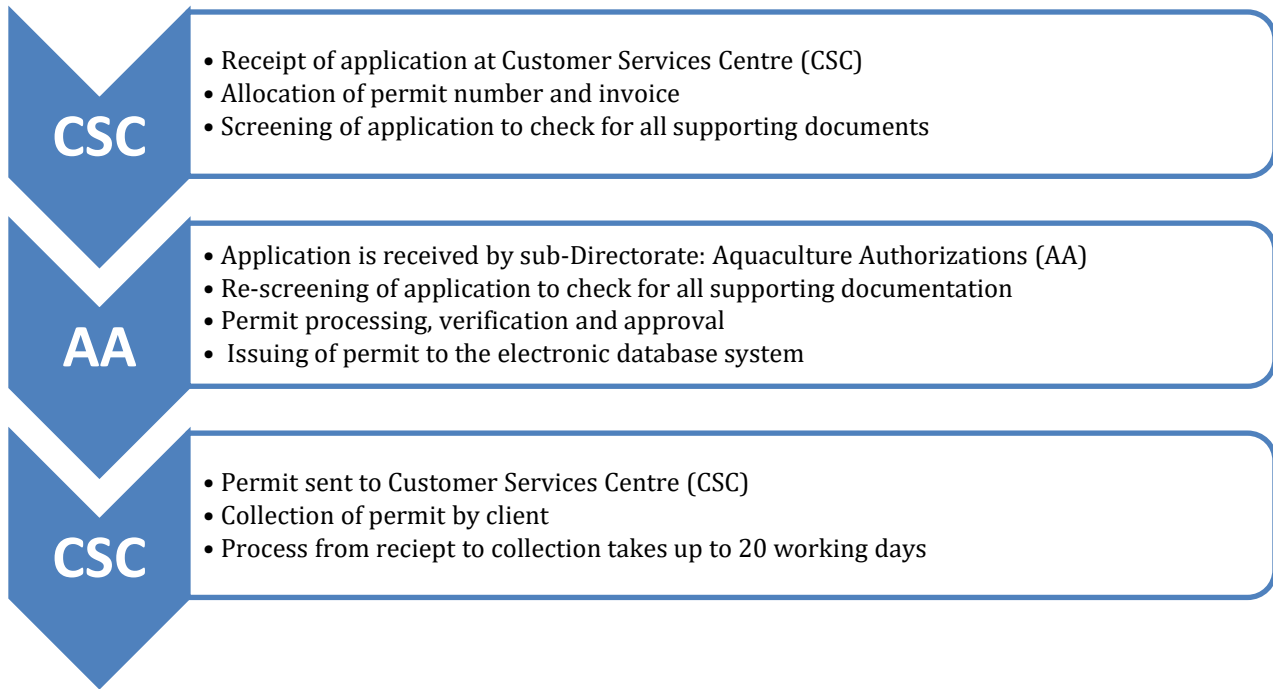 CSC
• Receipt of application at Customer Services Centre (CSC)
• Allocation of permit number and invoice
• Screening of application to check for all supporting documents
AA
• Application is received by sub-Directorate: Aquaculture Authorizations (AA)
• Re-screening of application to check for all supporting documentation
• Permit processing, verification and approval
• Issuing of permit to the electronic database system
CSC
• Permit sent to Customer Services Centre (CSC)
• Collection of permit by client
• Process from reciept to collection takes up to 20 working days